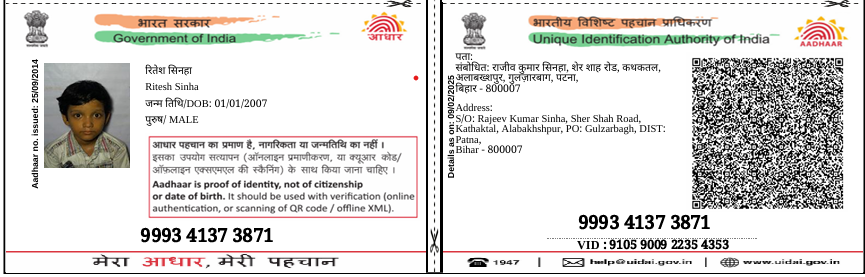 भारत सरकार
Government of India
आधार
Aadhaar no. issued: 25/09/2014
रितेश सिनहा
Ritesh Sinha
जन्म तिथि/DOB: 01/01/2007
पुरुष/ MALE
आधार पहचान का प्रमाण है, नागरिकता या जन्मतिथि का नहीं ।
इसका उपयोग सत्यापन (ऑनलाइन प्रमाणीकरण, या क्यूआर कोड/
ऑफ़लाइन एक्सएमएल की स्कैनिंग) के साथ किया जाना चाहिए ।
Aadhaar is proof of identity, not of citizenship
or date of birth. It should be used with verification (online
authentication, or scanning of QR code / offline XML).
9993 4137 3871
मेरा आधार, मेरी पहचान
भारतीय विशिष्ट पहचान प्राधिकरण
Unique Identification Authority of India
AADHAAR
Details as on: 09/02/2025
पता:
संबोधित: राजीव कुमार सिनहा, शेर शाह रोड, कथकतल,
अलाबख्शपुर, गुलज़ारबाग, पटना,
बिहार - 800007
Address:
S/O: Rajeev Kumar Sinha, Sher Shah Road,
Kathaktal, Alabakhshpur, PO: Gulzarbagh, DIST:
Patna,
Bihar - 800007
9993 4137 3871
VID : 9105 9009 2235 4353
1947 | help@uidai.gov.in | www.uidai.gov.in